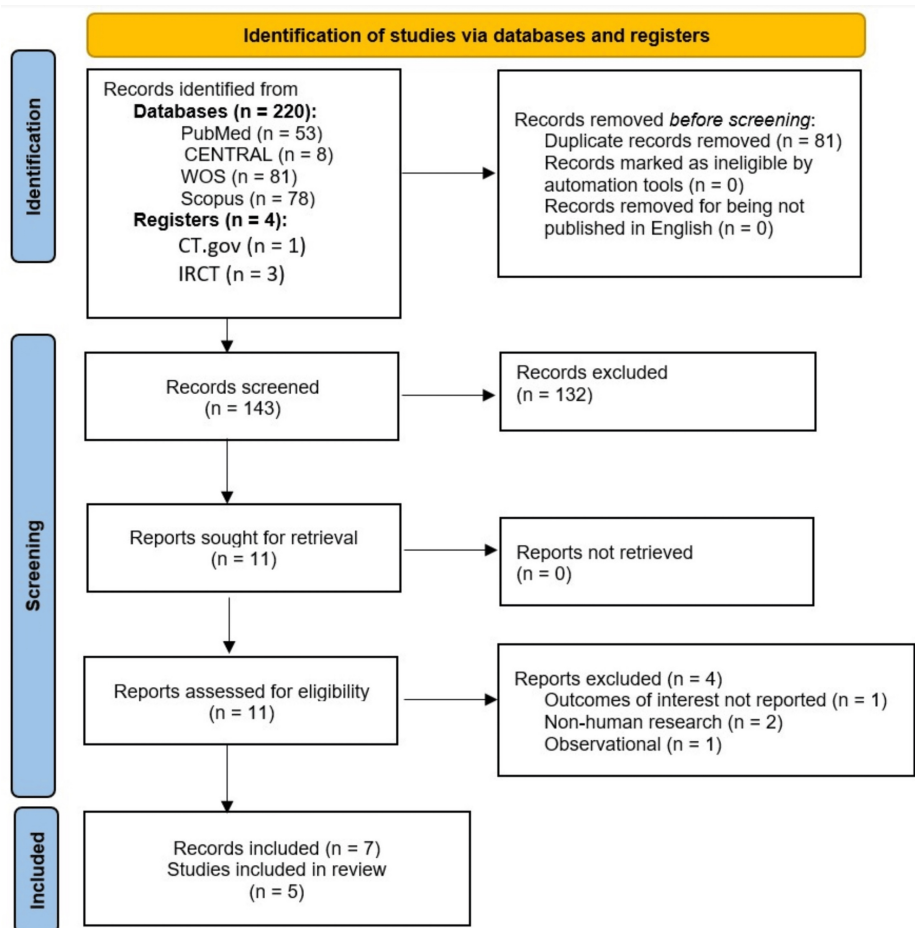 Identification of studies via databases and registers
Identification
Records identified from
Databases (n = 220):
PubMed (n = 53)
CENTRAL (n = 8)
WOS (n = 81)
Scopus (n = 78)
Registers (n = 4):
CT.gov (n = 1)
IRCT (n = 3)
Records removed before screening:
Duplicate records removed (n = 81)
Records marked as ineligible by
automation tools (n = 0)
Records removed for being not
published in English (n = 0)
Screening
Records screened
(n = 143)
Records excluded
(n = 132)
Reports sought for retrieval
(n = 11)
Reports not retrieved
(n = 0)
Reports assessed for eligibility
(n = 11)
Reports excluded (n = 4)
Outcomes of interest not reported (n = 1)
Non-human research (n = 2)
Observational (n = 1)
Included
Records included (n = 7)
Studies included in review
(n = 5)